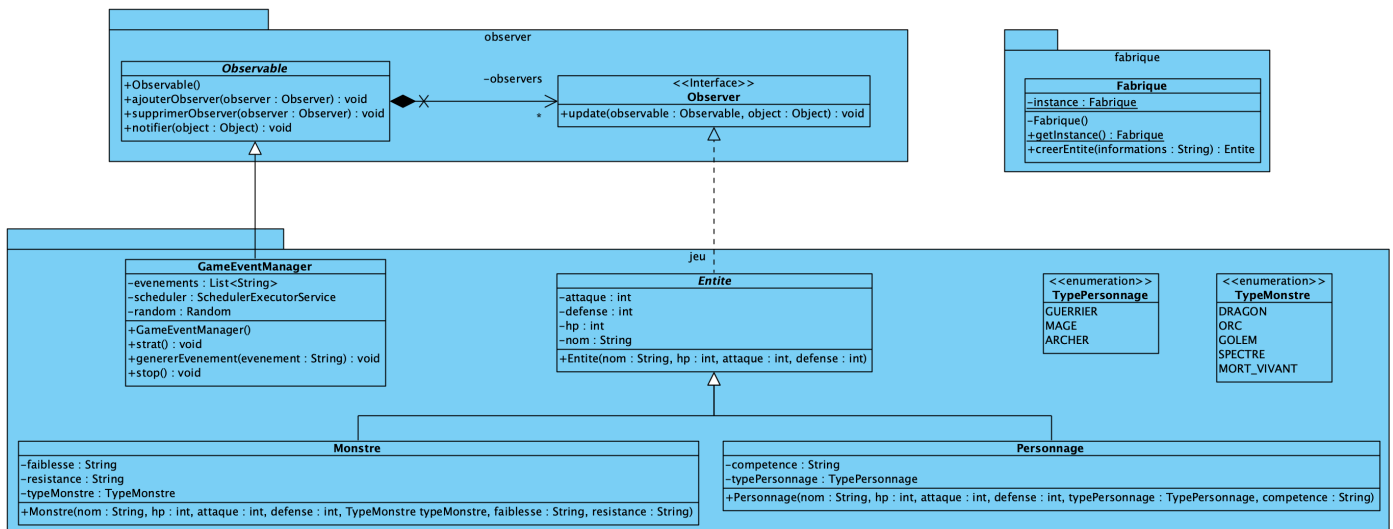 observer
Observable
+Observable()
+ajouterObserver(observer : Observer) : void
+supprimerObserver(observer : Observer) : void
+notifier(object : Object) : void
-observers
*
<<Interface>>
Observer
+update(observable : Observable, object : Object) : void
fabrique
Fabrique
-instance : Fabrique
-Fabrique()
+getInstance() : Fabrique
+creerEntite(informations : String) : Entite
jeu
GameEventManager
-evenements : List<String>
-scheduler : SchedulerExecutorService
-random : Random
+GameEventManager()
+strat() : void
+genererEvenement(evenement : String) : void
+stop() : void
Entite
-attaque : int
-defense : int
-hp : int
-nom : String
+Entite(nom : String, hp : int, attaque : int, defense : int)
<<enumeration>>
TypePersonnage
GUERRIER
MAGE
ARCHER
<<enumeration>>
TypeMonstre
DRAGON
ORC
GOLEM
SPECTRE
MORT_VIVANT
Monstre
-faiblesse : String
-resistance : String
-typeMonstre : TypeMonstre
+Monstre(nom : String, hp : int, attaque : int, defense : int, TypeMonstre typeMonstre, faiblesse : String, resistance : String)
Personnage
-competence : String
-typePersonnage : TypePersonnage
+Personnage(nom : String, hp : int, attaque : int, defense : int, typePersonnage : TypePersonnage, competence : String)